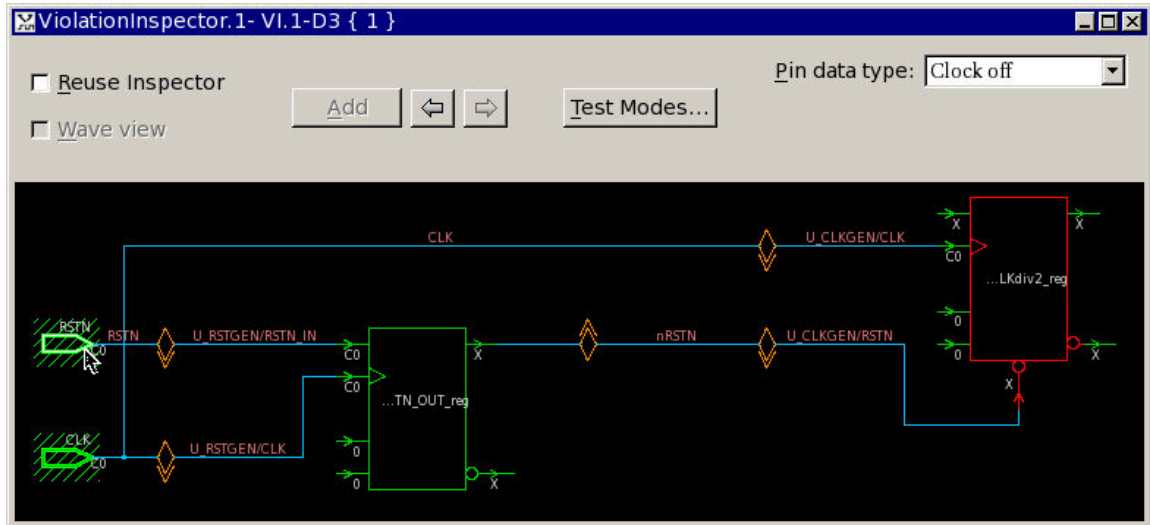 ViolationInspector.1- VI.1-D3 { 1 }
Reuse Inspector
Wave view
Add
Test Modes...
Pin data type: Clock off
CLK
U_CLKGEN/CLK
X
X
C0
...LKdiv2_reg
RSTN
RSTN
U_RSTGEN/RSTN_IN
nRSTN
U_CLKGEN/RSTN
0
C0
C0
X
0
X
C0
X
...TN_OUT_reg
CLK
U_RSTGEN/CLK
C0
0
0
X